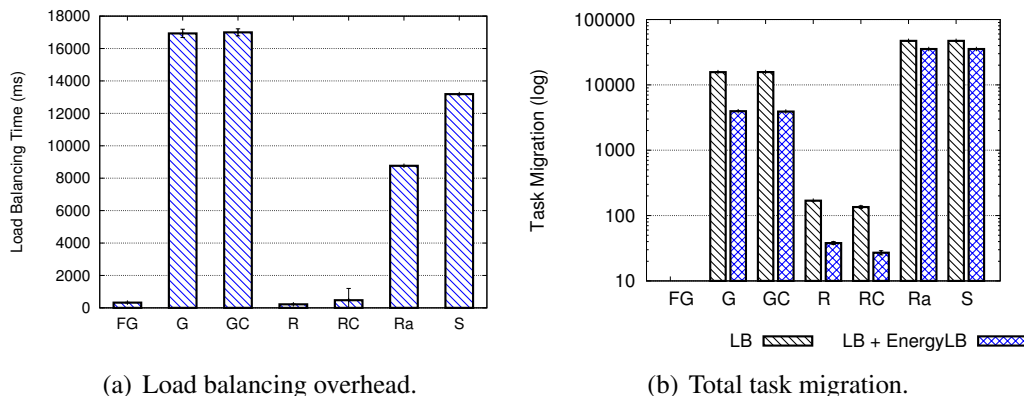 Load Balancing Time (ms)
18000
16000
14000
12000
10000
8000
6000
4000
2000
0
FG G GC R RC Ra S
(a) Load balancing overhead.
Task Migration (log)
100000
10000
1000
100
10
FG G GC R RC Ra S
LB LB + EnergyLB
(b) Total task migration.